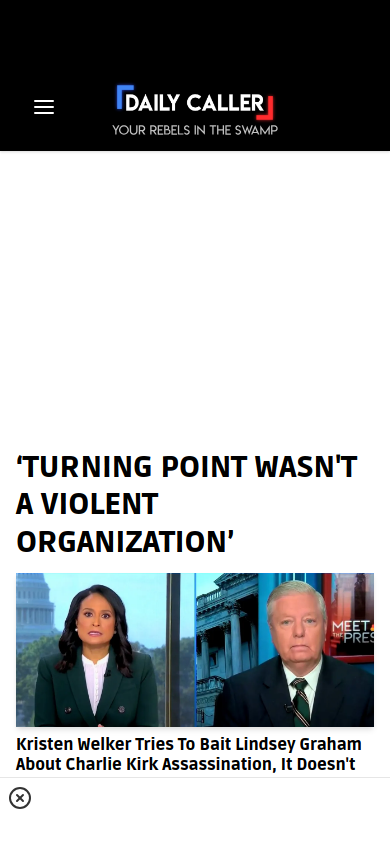 DAILY CALLER
YOUR REBELS IN THE SWAMP
‘TURNING POINT WASN'T
A VIOLENT
ORGANIZATION’
MEET
THE PRES
Kristen Welker Tries To Bait Lindsey Graham
About Charlie Kirk Assassination, It Doesn't